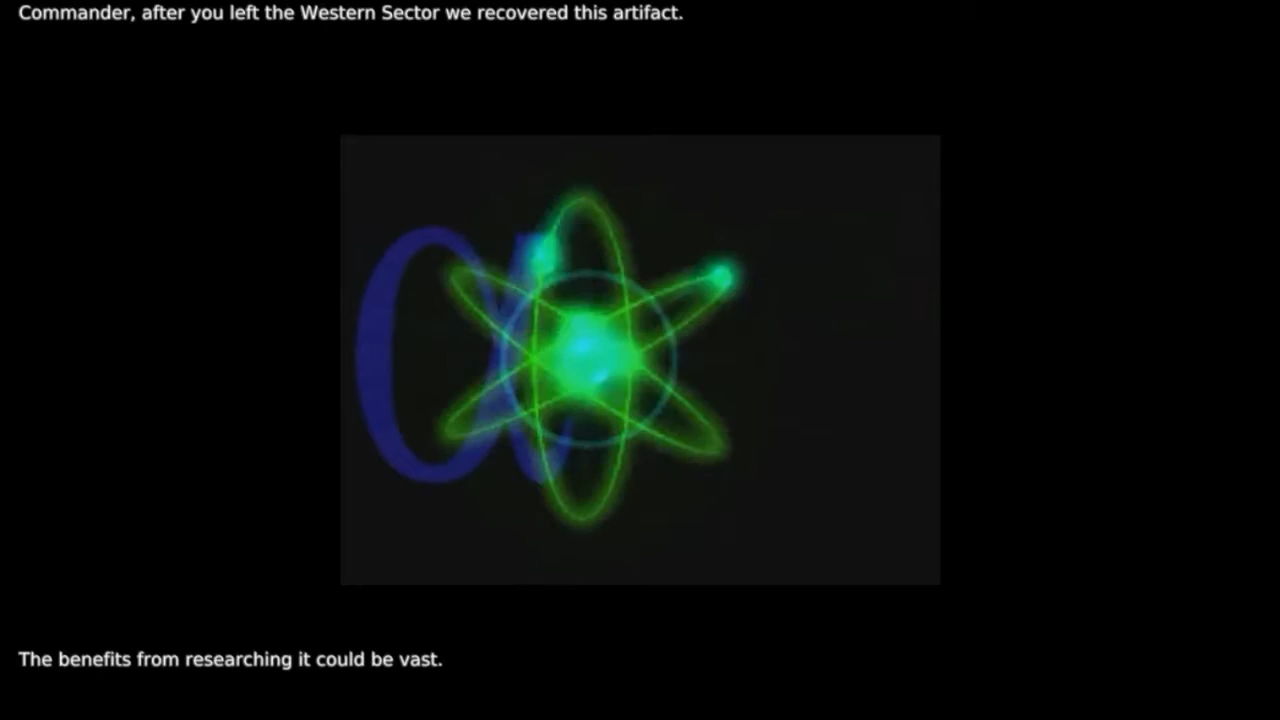 Commander, after you left the Western Sector we recovered this artifact.
α
The benefits from researching it could be vast.